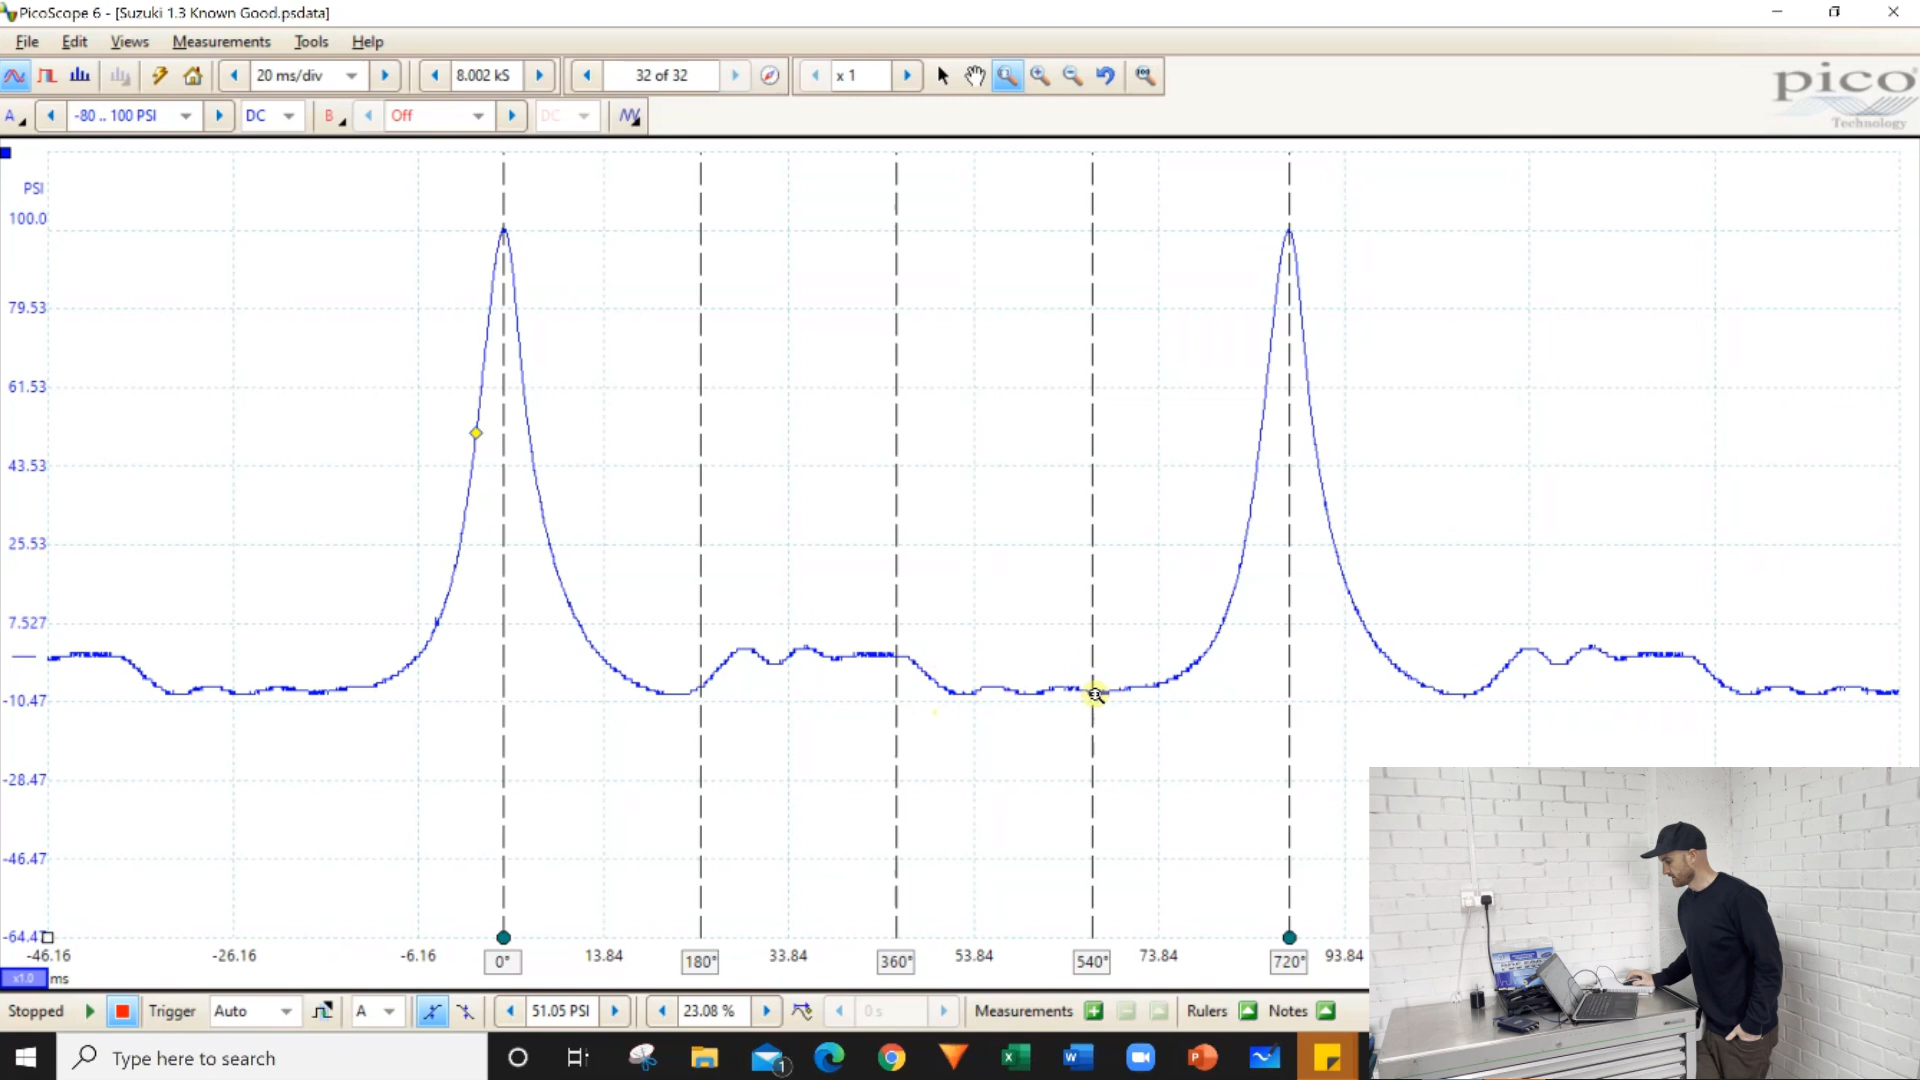 PicoScope 6 - [Suzuki 1.3 Known Good.psdata]
File Edit Views Measurements Tools Help
20 ms/div 8.002 kS 32 of 32 x 1
pico
Technology
A -80 .. 100 PSI DC B Off DC
PSI
100.0
79.53
61.53
43.53
25.53
7.527
-10.47
-28.47
-46.47
-64.47
-46.16 -26.16 -6.16 0° 13.84 180° 33.84 360° 53.84 540° 73.84 720° 93.84
x1.0 ms
Stopped Trigger Auto A 51.05 PSI 23.08 % 0 s Measurements Rulers Notes
Type here to search 1